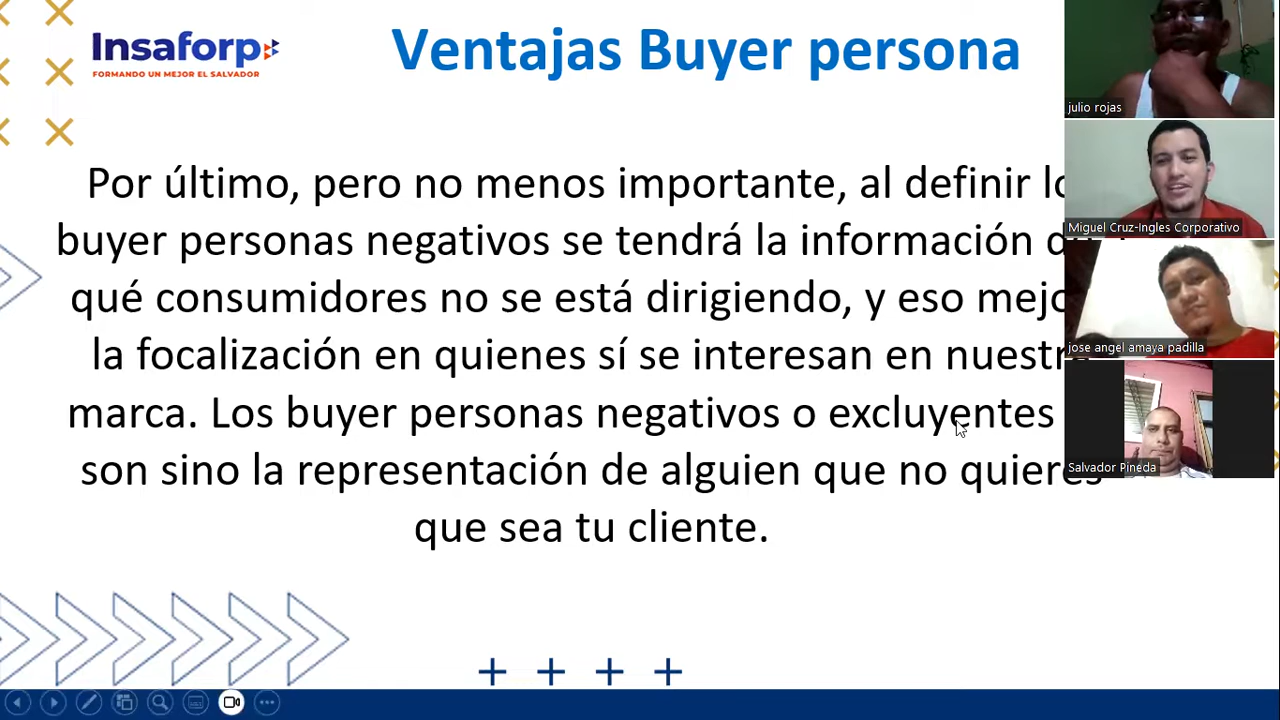 Insaforp
FORMANDO UN MEJOR EL SALVADOR
Ventajas Buyer persona
Por último, pero no menos importante, al definir
buyer personas negativos se tendrá la información
qué consumidores no se está dirigiendo, y eso
la focalización en quienes sí se interesan en
marca. Los buyer personas negativos o excluyentes
son sino la representación de alguien que no quieres
que sea tu cliente.
julio rojas
Miguel Cruz-Ingles Corporativo
jose angel amaya padilla
Salvador Pineda